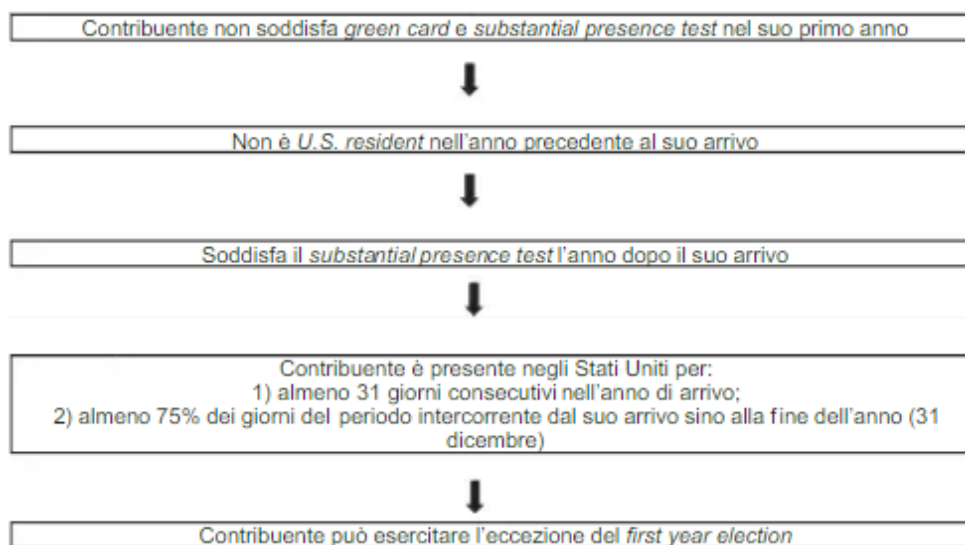 Contribuente non soddisfa green card e substantial presence test nel suo primo anno
Non è U.S. resident nell'anno precedente al suo arrivo
Soddisfa il substantial presence test l'anno dopo il suo arrivo
Contribuente è presente negli Stati Uniti per:
1) almeno 31 giorni consecutivi nell'anno di arrivo;
2) almeno 75% dei giorni del periodo intercorrente dal suo arrivo sino alla fine dell'anno (31
dicembre)
Contribuente può esercitare l'eccezione del first year election